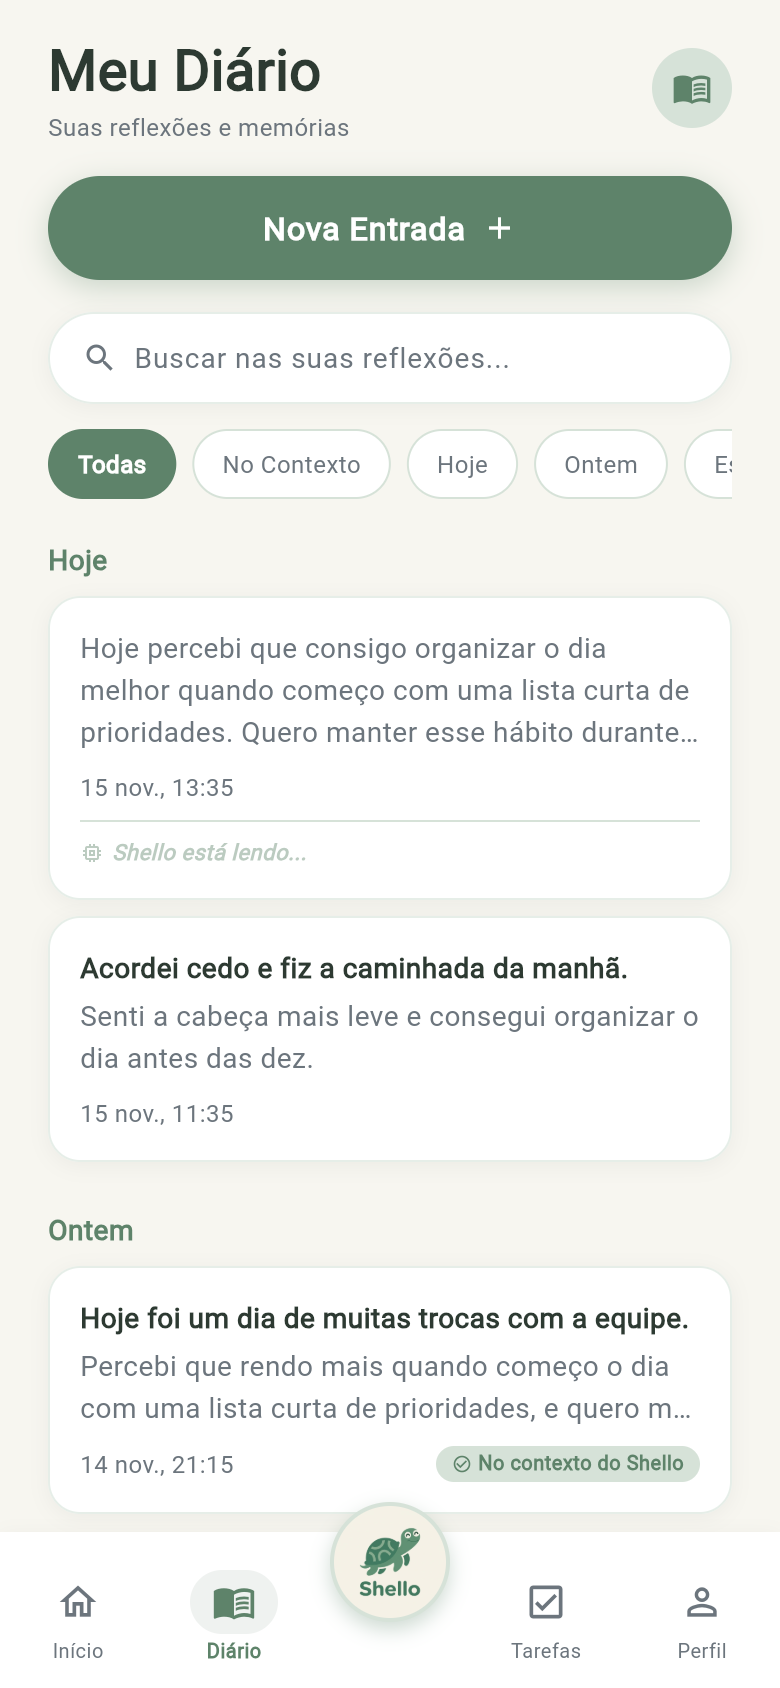 Meu Diário
Suas reflexões e memórias
Nova Entrada +
Buscar nas suas reflexões...
Todas No Contexto Hoje Ontem
Hoje
Hoje percebi que consigo organizar o dia
melhor quando começo com uma lista curta de
prioridades. Quero manter esse hábito durante...
15 nov., 13:35
Shello está lendo...
Acordei cedo e fiz a caminhada da manhã.
Senti a cabeça mais leve e consegui organizar o
dia antes das dez.
15 nov., 11:35
Ontem
Hoje foi um dia de muitas trocas com a equipe.
Percebi que rendo mais quando começo o dia
com uma lista curta de prioridades, e quero m...
14 nov., 21:15 No contexto do Shello
Shello
Início Diário Tarefas Perfil